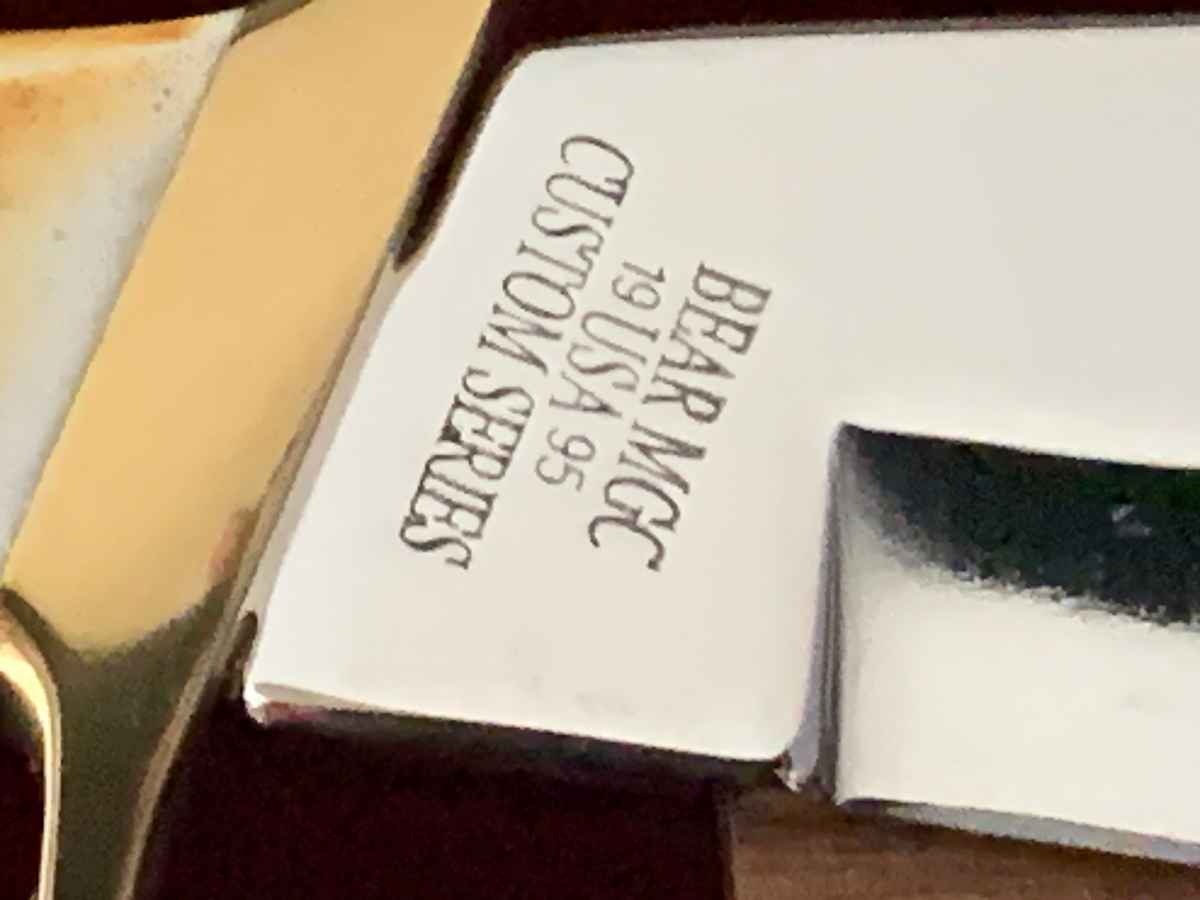 BEAR MGC
19 USA 95
CUSTOM SERIES